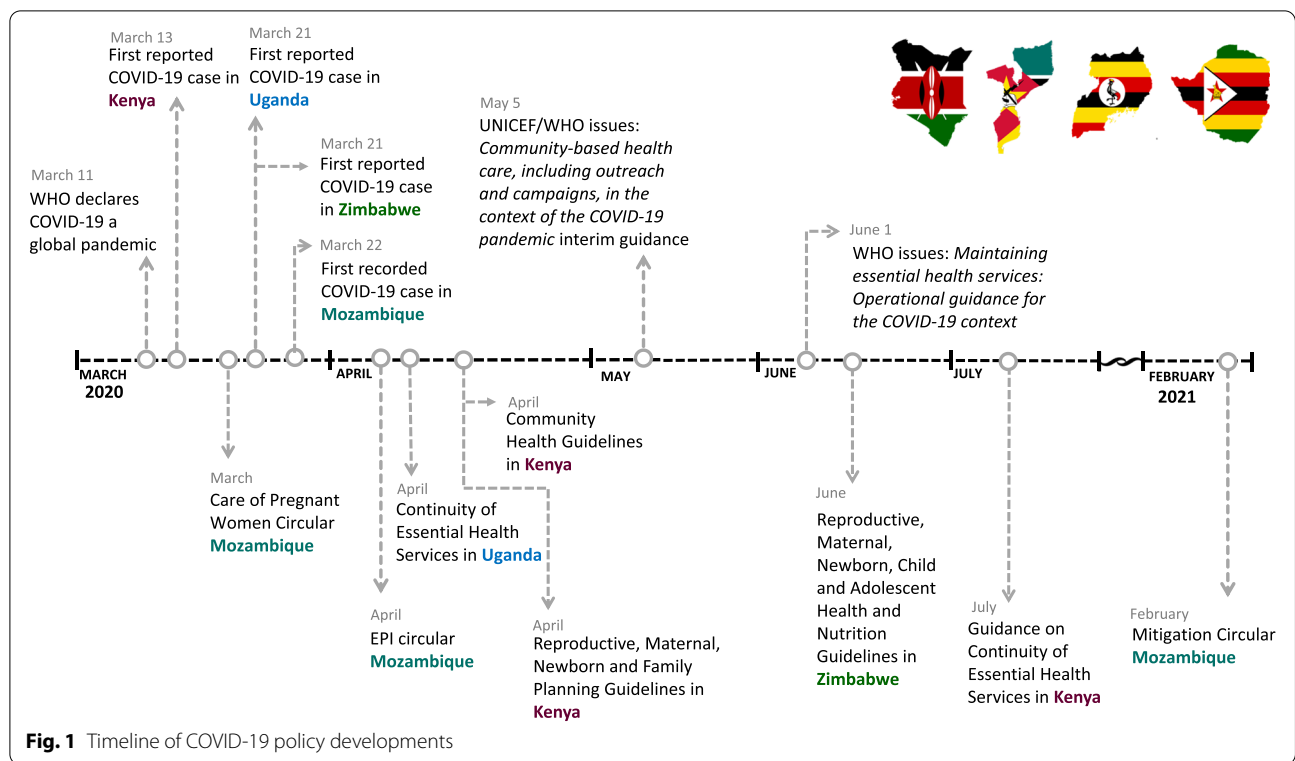 March 13
First reported
COVID-19 case in
Kenya
March 21
First reported
COVID-19 case in
Uganda
March 11
WHO declares
COVID-19 a
global pandemic
March 21
First reported
COVID-19 case
in Zimbabwe
March 22
First recorded
COVID-19 case in
Mozambique
May 5
UNICEF/WHO issues:
Community-based health
care, including outreach
and campaigns, in the
context of the COVID-19
pandemic interim guidance
June 1
WHO issues: Maintaining
essential health services:
Operational guidance for
the COVID-19 context
MARCH
2020
APRIL
MAY
JUNE
JULY
FEBRUARY
2021
March
Care of Pregnant
Women Circular
Mozambique
April
EPI circular
Mozambique
April
Continuity of
Essential Health
Services in Uganda
April
Community
Health Guidelines
in Kenya
April
Reproductive, Maternal,
Newborn and Family
Planning Guidelines in
Kenya
June
Reproductive,
Maternal,
Newborn, Child
and Adolescent
Health and
Nutrition
Guidelines in
Zimbabwe
July
Guidance on
Continuity of
Essential Health
Services in Kenya
February
Mitigation Circular
Mozambique
Fig. 1 Timeline of COVID-19 policy developments